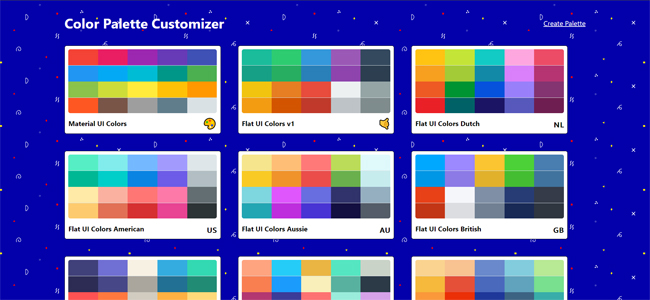 Color Palette Customizer
Create Palette
Material UI Colors
Flat UI Colors v1
Flat UI Colors Dutch NL
Flat UI Colors American US
Flat UI Colors Aussie AU
Flat UI Colors British GB